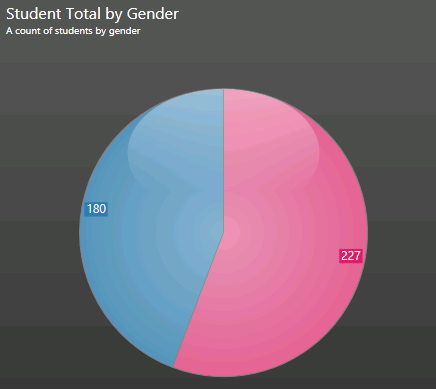 Student Total by Gender
A count of students by gender
180
227